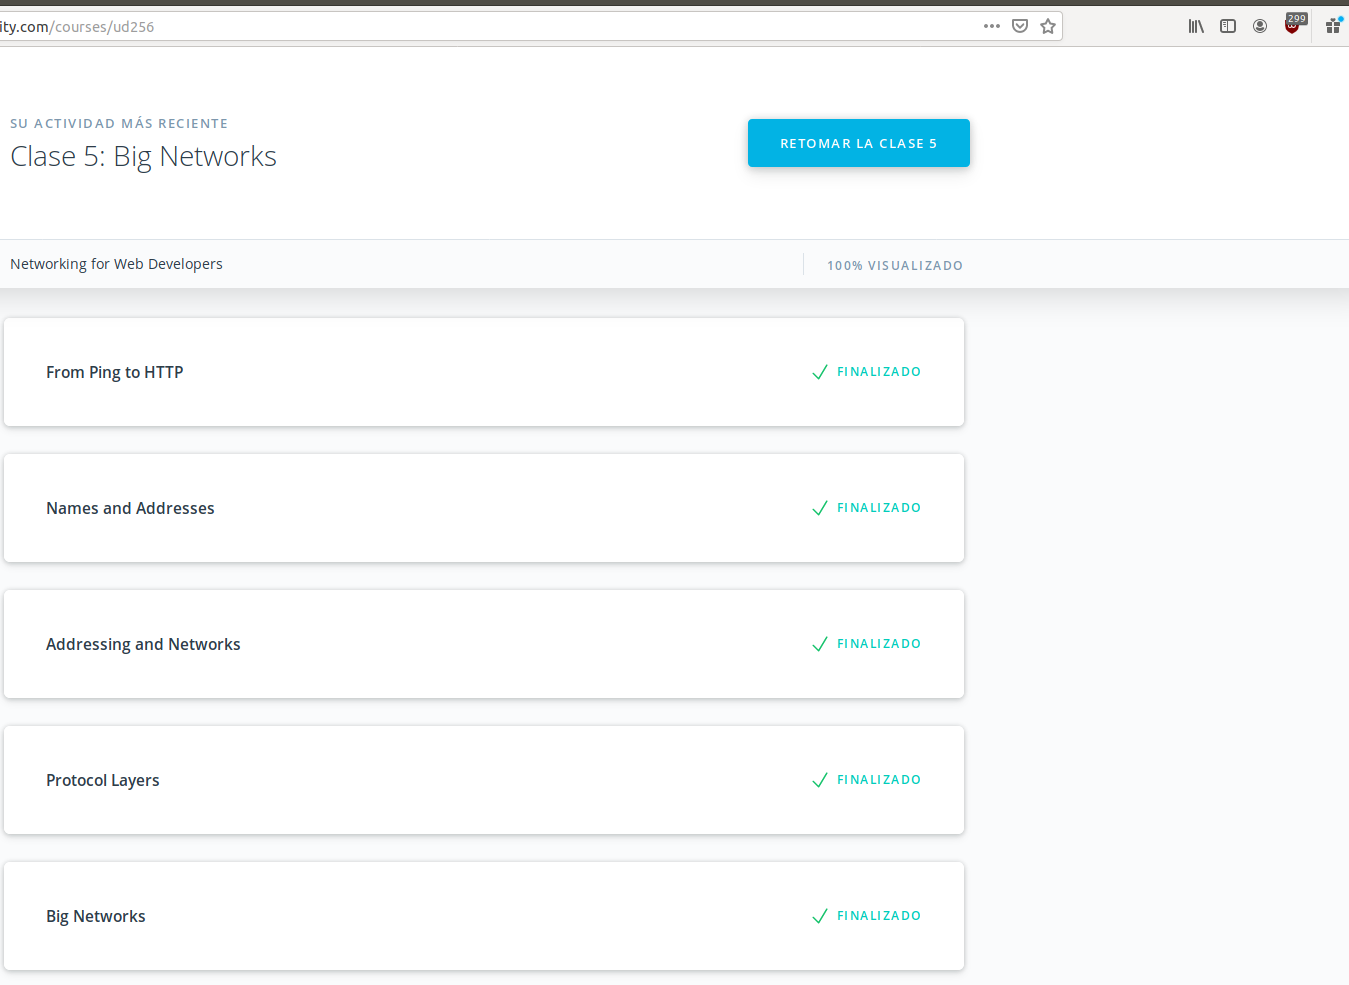 ity.com/courses/ud256
299
SU ACTIVIDAD MÁS RECIENTE
Clase 5: Big Networks
RETOMAR LA CLASE 5
Networking for Web Developers
100% VISUALIZADO
From Ping to HTTP
FINALIZADO
Names and Addresses
FINALIZADO
Addressing and Networks
FINALIZADO
Protocol Layers
FINALIZADO
Big Networks
FINALIZADO